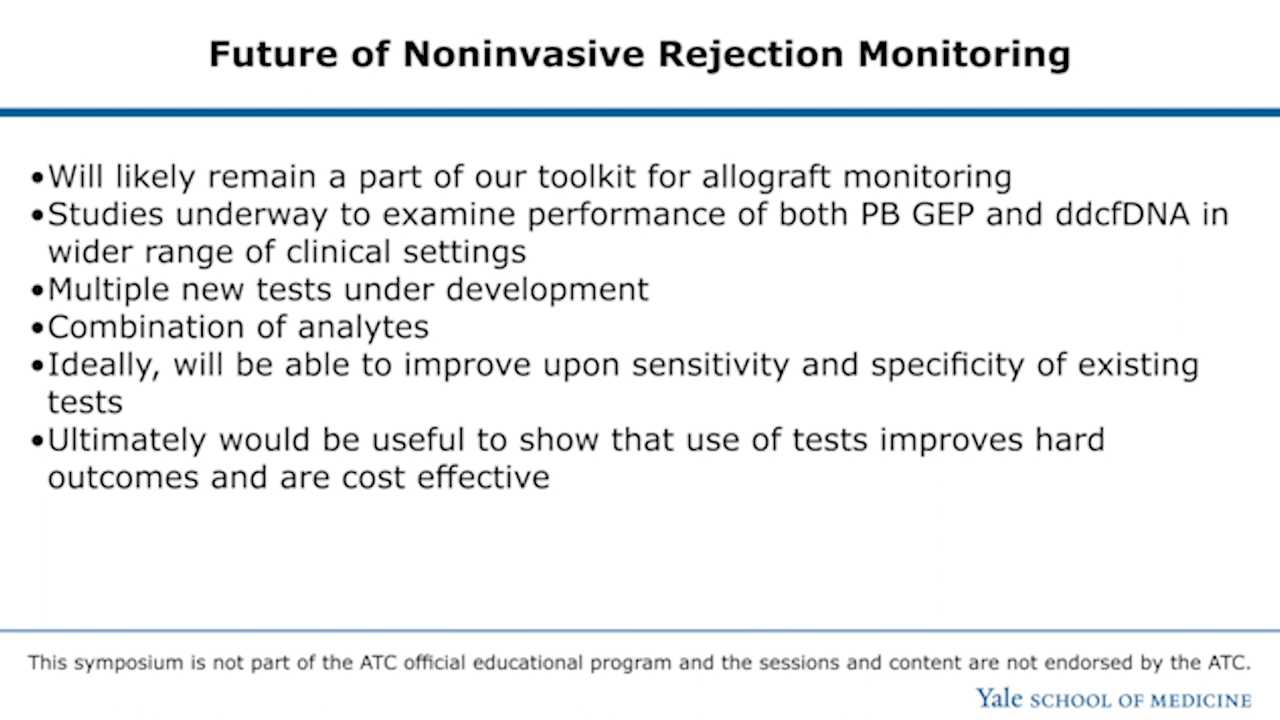 Future of Noninvasive Rejection Monitoring
•Will likely remain a part of our toolkit for allograft monitoring
•Studies underway to examine performance of both PB GEP and ddcfDNA in
wider range of clinical settings
•Multiple new tests under development
•Combination of analytes
•Ideally, will be able to improve upon sensitivity and specificity of existing
tests
•Ultimately would be useful to show that use of tests improves hard
outcomes and are cost effective
This symposium is not part of the ATC official educational program and the sessions and content are not endorsed by the ATC.
Yale SCHOOL OF MEDICINE